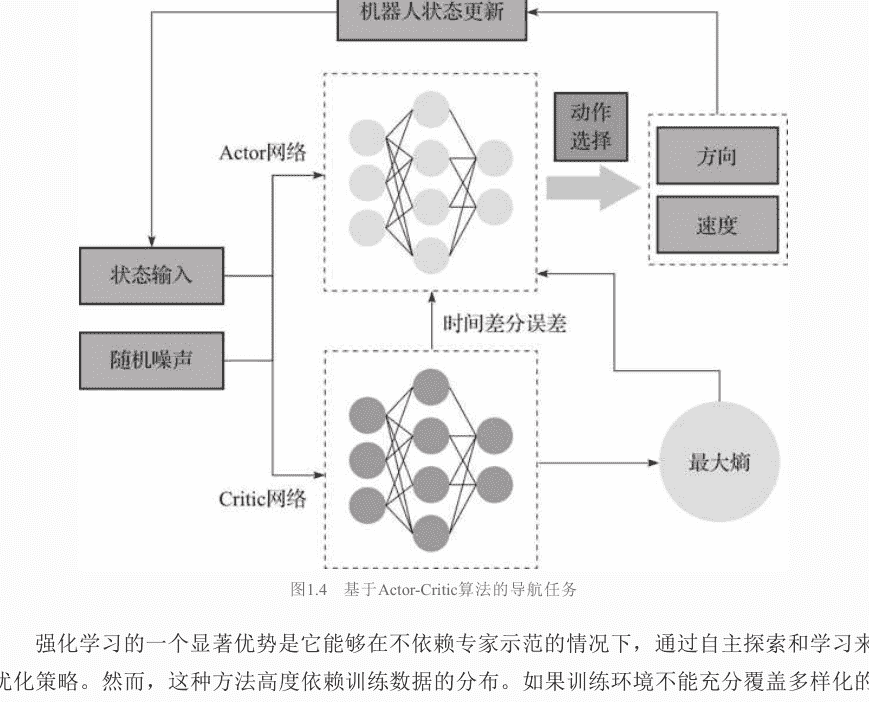 机器人状态更新
动作
选择
Actor网络
方向
速度
状态输入
时间差分误差
随机噪声
最大熵
Critic网络
图1.4 基于Actor-Critic算法的导航任务
强化学习的一个显著优势是它能够在不依赖专家示范的情况下，通过自主探索和学习来
优化策略。然而，这种方法高度依赖训练数据的分布。如果训练环境不能充分覆盖多样化的